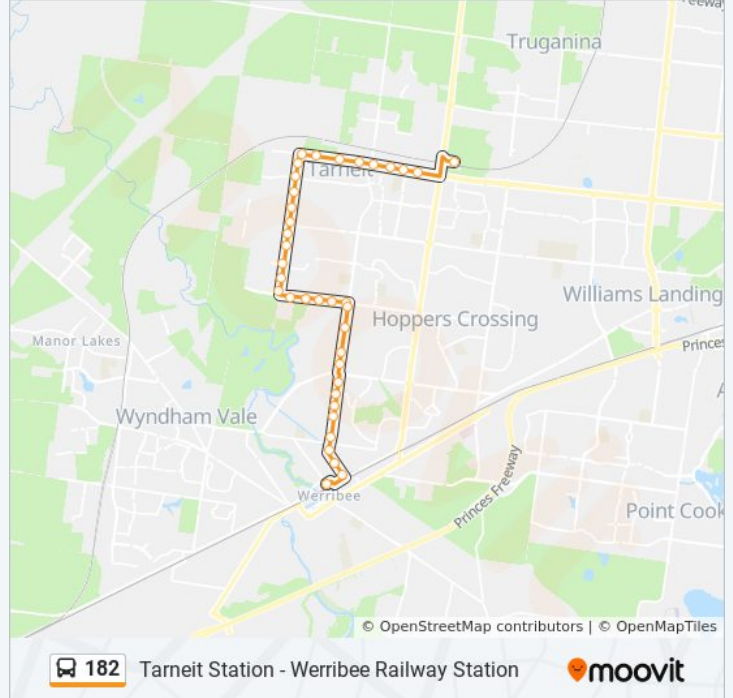 Freeway
Truganina
Tarneit
Williams Landing
Hoppers Crossing
Manor Lakes
Princes
Wyndham Vale
Princes Freeway
Werribee
Point Cook
© OpenStreetMap contributors | © OpenMapTiles
182 Tarneit Station - Werribee Railway Station
moovit